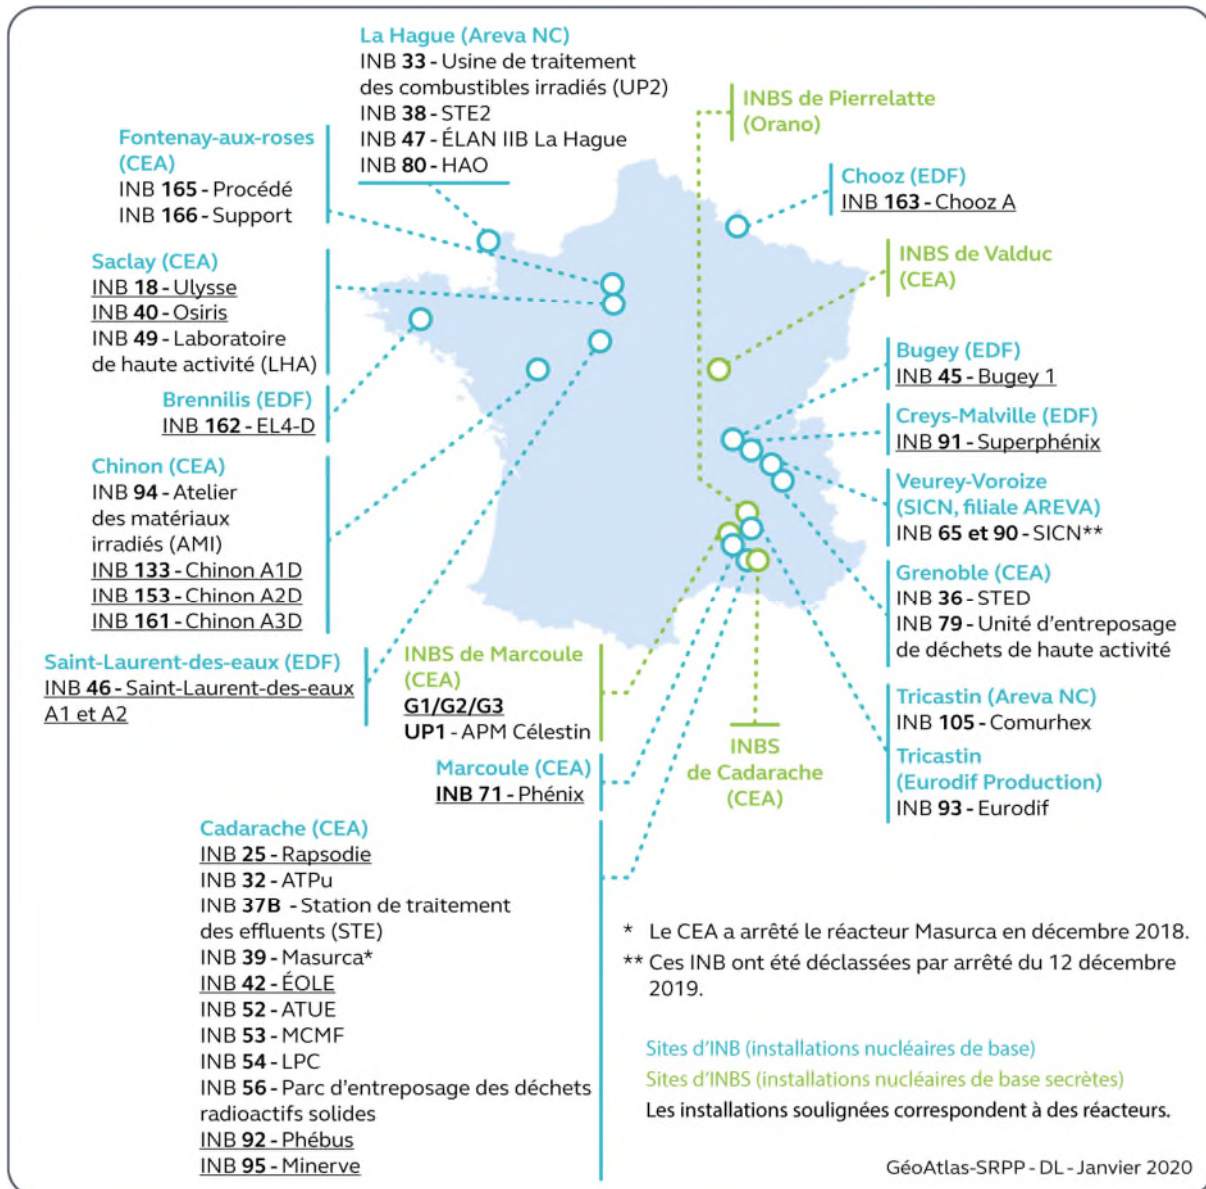 La Hague (Areva NC)
INB 33 - Usine de traitement
des combustibles irradiés (UP2)
INB 38 - STE2
INB 47 - ÉLAN IIB La Hague
INB 80 - HAO
INBS de Pierrelatte
(Orano)
Fontenay-aux-roses
(CEA)
INB 165 - Procédé
INB 166 - Support
Chooz (EDF)
INB 163 - Chooz A
Saclay (CEA)
INB 18 - Ulysse
INB 40 - Osiris
INB 49 - Laboratoire
de haute activité (LHA)
INBS de Valduc
(CEA)
Brennilis (EDF)
INB 162 - EL4-D
Bugey (EDF)
INB 45 - Bugey 1
Creys-Malville (EDF)
INB 91 - Superphénix
Chinon (CEA)
INB 94 - Atelier
des matériaux
irradiés (AMI)
INB 133 - Chinon A1D
INB 153 - Chinon A2D
INB 161 - Chinon A3D
Veurey-Voroize
(SICN, filiale AREVA)
INB 65 et 90 - SICN**
Grenoble (CEA)
INB 36 - STED
INB 79 - Unité d'entreposage
de déchets de haute activité
Saint-Laurent-des-eaux (EDF)
INB 46 - Saint-Laurent-des-eaux
A1 et A2
INBS de Marcoule
(CEA)
G1/G2/G3
UP1 - APM Célestin
Tricastin (Areva NC)
INB 105 - Comurhex
Tricastin
(Eurodif Production)
INB 93 - Eurodif
INBS
de Cadarache
(CEA)
Marcoule (CEA)
INB 71 - Phénix
Cadarache (CEA)
INB 25 - Rapsodie
INB 32 - ATPu
INB 37B - Station de traitement
des effluents (STE)
INB 39 - Masurca*
INB 42 - ÉOLE
INB 52 - ATUE
INB 53 - MCMF
INB 54 - LPC
INB 56 - Parc d'entreposage des déchets
radioactifs solides
INB 92 - Phébus
INB 95 - Minerve
* Le CEA a arrêté le réacteur Masurca en décembre 2018.
** Ces INB ont été déclassées par arrêté du 12 décembre
2019.
Sites d'INB (installations nucléaires de base)
Sites d'INBS (installations nucléaires de base secrètes)
Les installations soulignées correspondent à des réacteurs.
GéoAtlas-SRPP - DL - Janvier 2020